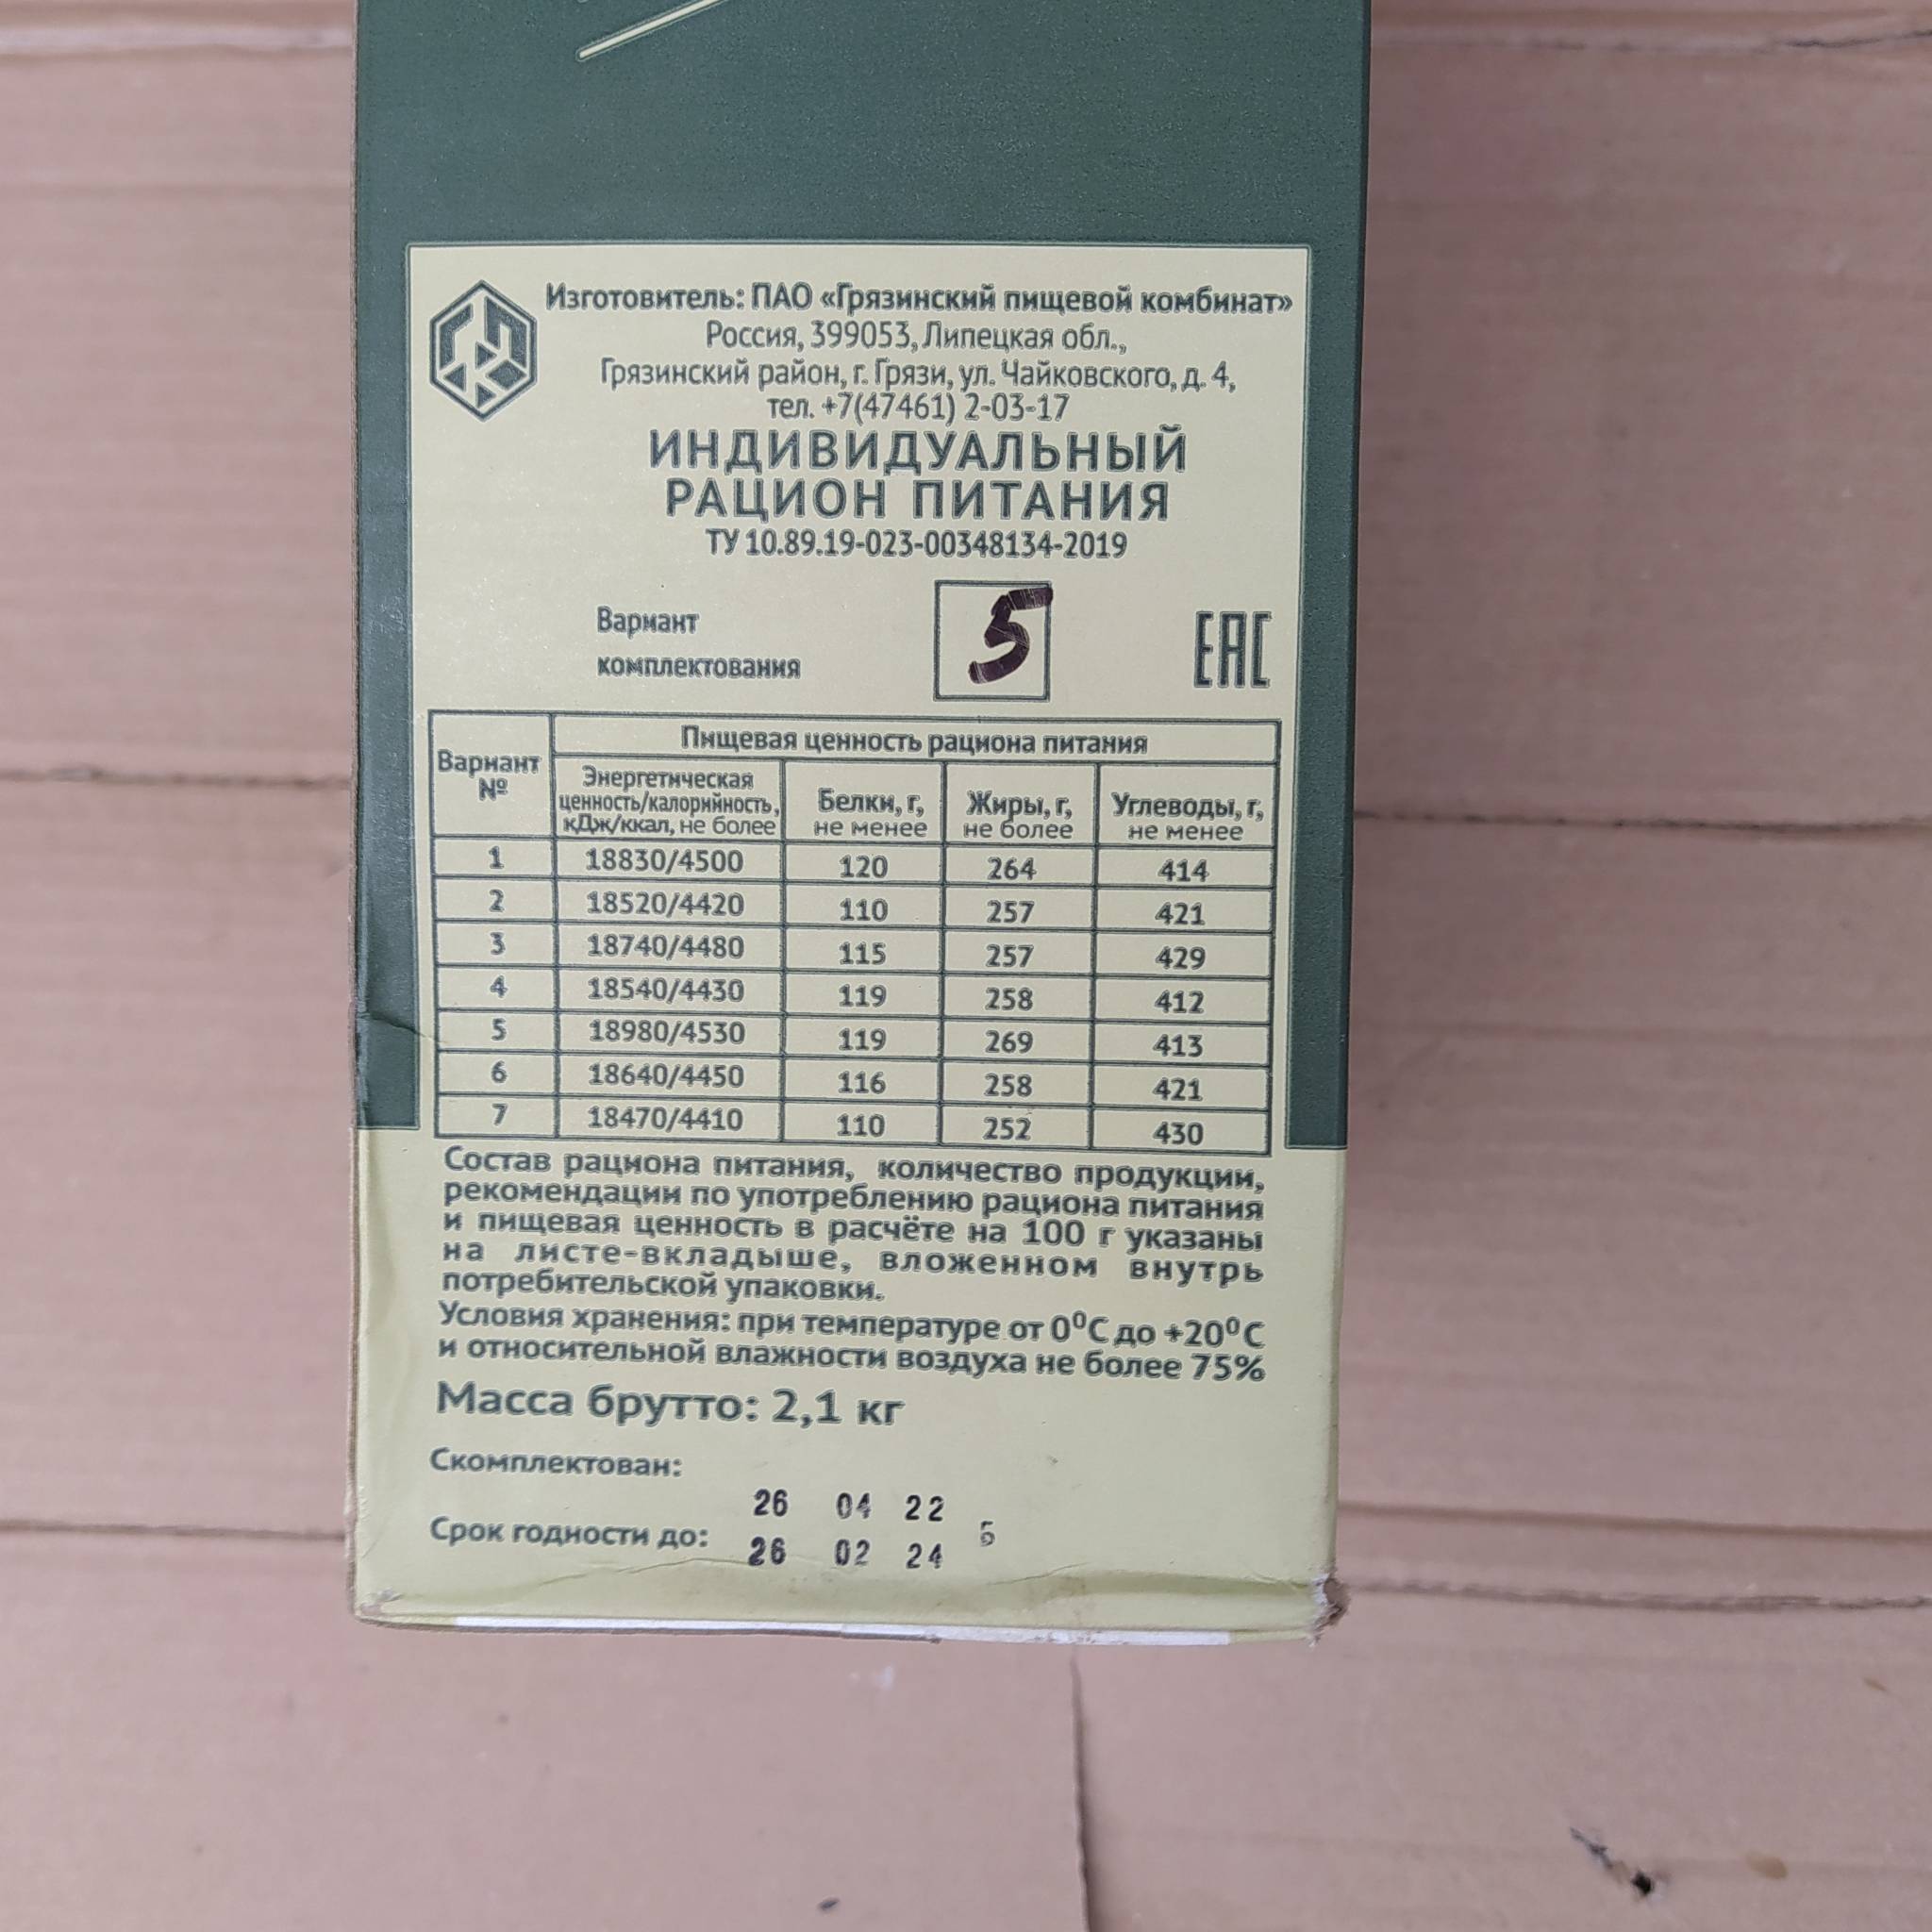 Изготовитель: ПАО «Грязинский пищевой комбинат»
Россия, 399053, Липецкая обл.,
Грязинский район, г. Грязи, ул. Чайковского, д. 4,
тел. +7(47461) 2-03-17
ИНДИВИДУАЛЬНЫЙ
РАЦИОН ПИТАНИЯ
ТУ 10.89.19-023-00348134-2019
Вариант
комплектования
5
ЕАС
Вариант №
Пищевая ценность рациона питания
Энергетическая ценность/калорийность, кДж/ккал, не более
Белки, г, не менее
Жиры, г, не более
Углеводы, г, не менее
1 18830/4500 120 264 414
2 18520/4420 110 257 421
3 18740/4480 115 257 429
4 18540/4430 119 258 412
5 18980/4530 119 269 413
6 18640/4450 116 258 421
7 18470/4410 110 252 430
Состав рациона питания, количество продукции,
рекомендации по употреблению рациона питания
и пищевая ценность в расчёте на 100 г указаны
на листе-вкладыше, вложенном внутрь
потребительской упаковки.
Условия хранения: при температуре от 0⁰С до +20⁰С
и относительной влажности воздуха не более 75%
Масса брутто: 2,1 кг
Скомплектован:
26 04 22
Срок годности до: 5
26 02 24